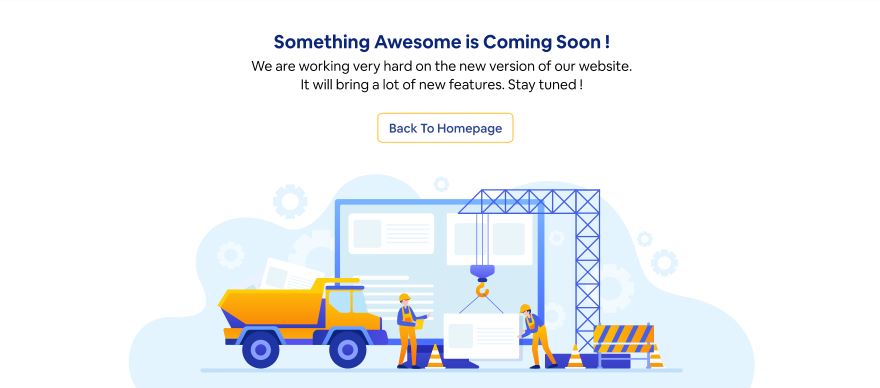 Something Awesome is Coming Soon !
We are working very hard on the new version of our website.
It will bring a lot of new features. Stay tuned !
Back To Homepage